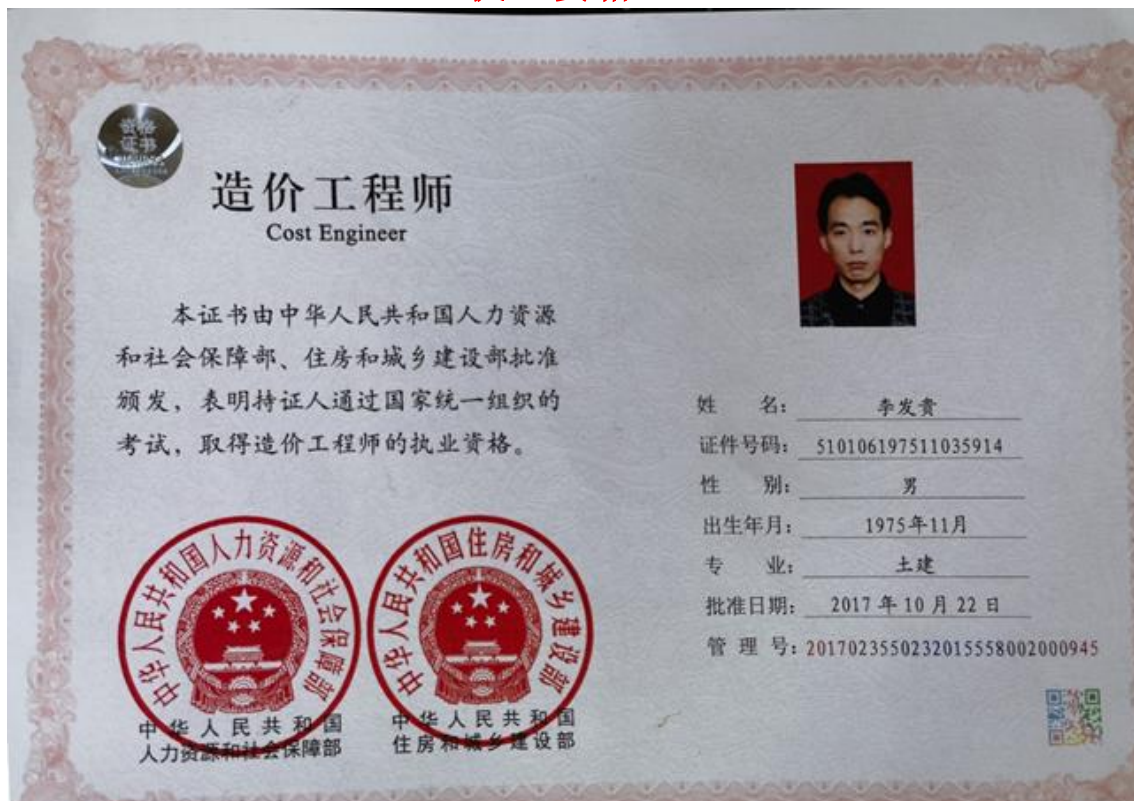 资格
证书
造价工程师
Cost Engineer
本证书由中华人民共和国人力资源
和社会保障部、住房和城乡建设部批准
颁发，表明持证人通过国家统一组织的
考试，取得造价工程师的执业资格。
中华人民共和国人力资源和社会保障部
中华人民共和国
人力资源和社会保障部
中华人民共和国住房和城乡建设部
中华人民共和国
住房和城乡建设部
姓 名： 李发贵
证件号码： 510106197511035914
性 别： 男
出生年月： 1975年11月
专 业： 土建
批准日期： 2017 年 10 月 22 日
管 理 号：2017023550232015558002000945